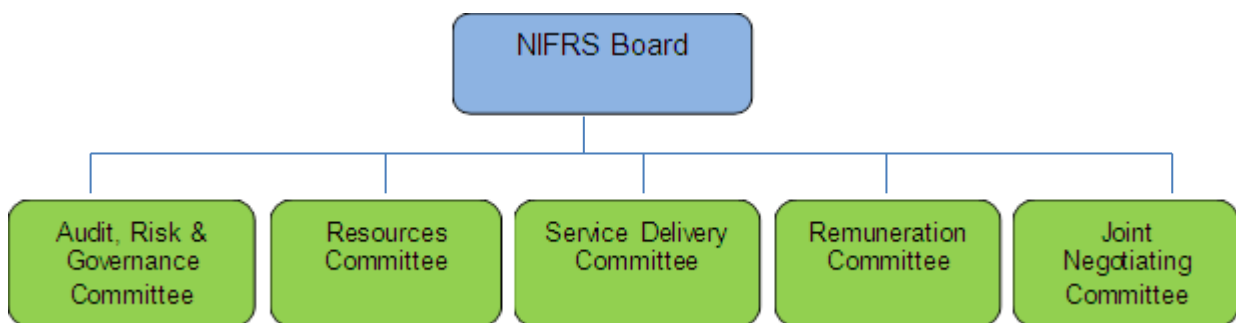 NIFRS Board
Audit, Risk &
Governance
Committee
Resources
Committee
Service Delivery
Committee
Remuneration
Committee
Joint
Negotiating
Committee